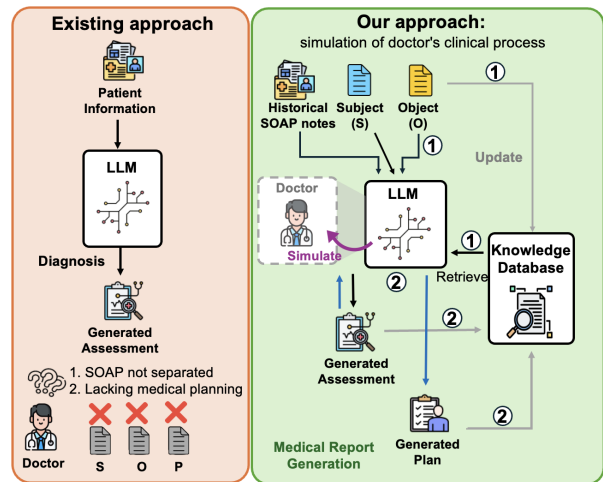 Existing approach
Patient
Information
LLM
Diagnosis
Generated
Assessment
1. SOAP not separated
2. Lacking medical planning
Doctor
S
O
P
Our approach:
simulation of doctor's clinical process
Historical
SOAP notes
Subject
(S)
Object
(O)
1
1
Update
Doctor
LLM
Simulate
1
Retrieve
Knowledge
Database
2
2
Generated
Assessment
Medical Report
Generation
Generated
Plan
2